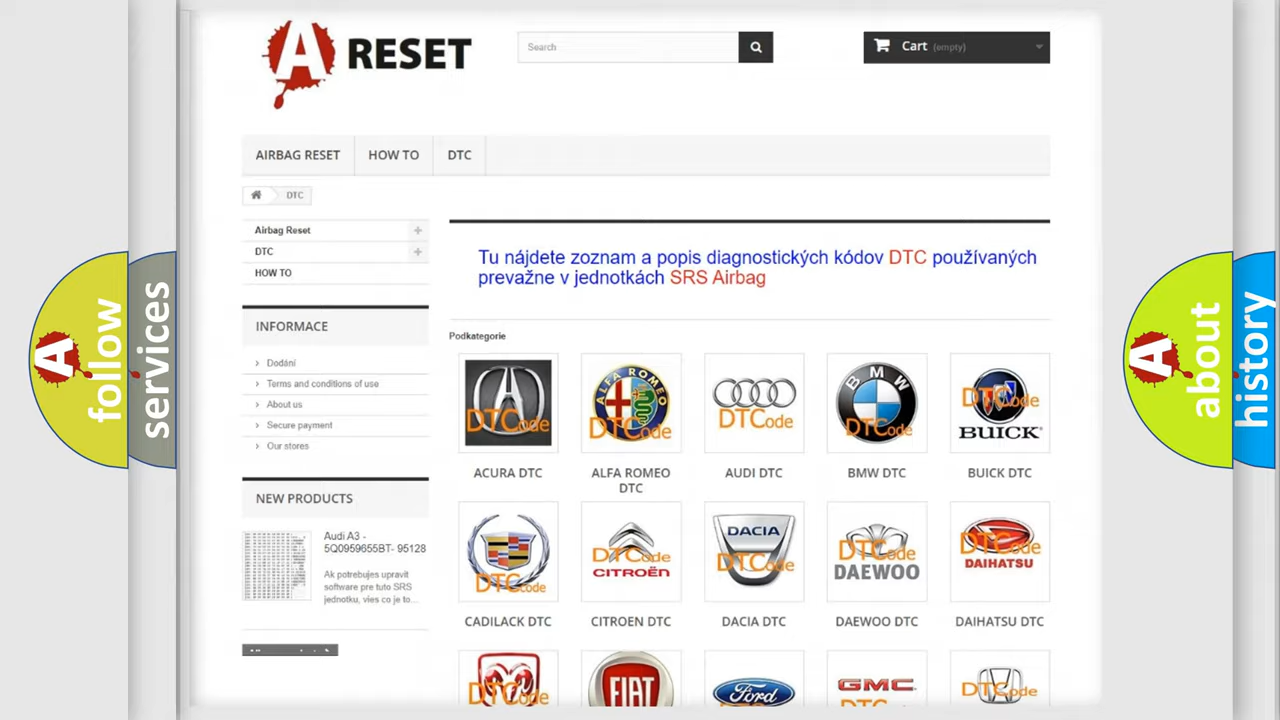 A RESET
Search
Cart (empty)
AIRBAG RESET
HOW TO
DTC
DTC
Airbag Reset
DTC
HOW TO
INFORMACE
Dodání
Terms and conditions of use
About us
Secure payment
Our stores
NEW PRODUCTS
Audi A3 -
5Q0959655BT- 95128
Ak potrebujes upravit
software pre tuto SRS
jednotku, vies co je to...
Tu nájdete zoznam a popis diagnostických kódov DTC používaných
prevažne v jednotkách SRS Airbag
Podkategorie
DTCode
ALFA ROMEO
DTCode
DTCode
BMW
DTCode
DTCode
BUICK
ACURA DTC
ALFA ROMEO
DTC
AUDI DTC
BMW DTC
BUICK DTC
DTCode
DTCode
CITROËN
DACIA
DTCode
DTCode
DAEWOO
DTCode
DAIHATSU
CADILACK DTC
CITROEN DTC
DACIA DTC
DAEWOO DTC
DAIHATSU DTC
DTCode
FIAT
Ford
GMC
DTCode
A follow
services
A about
history